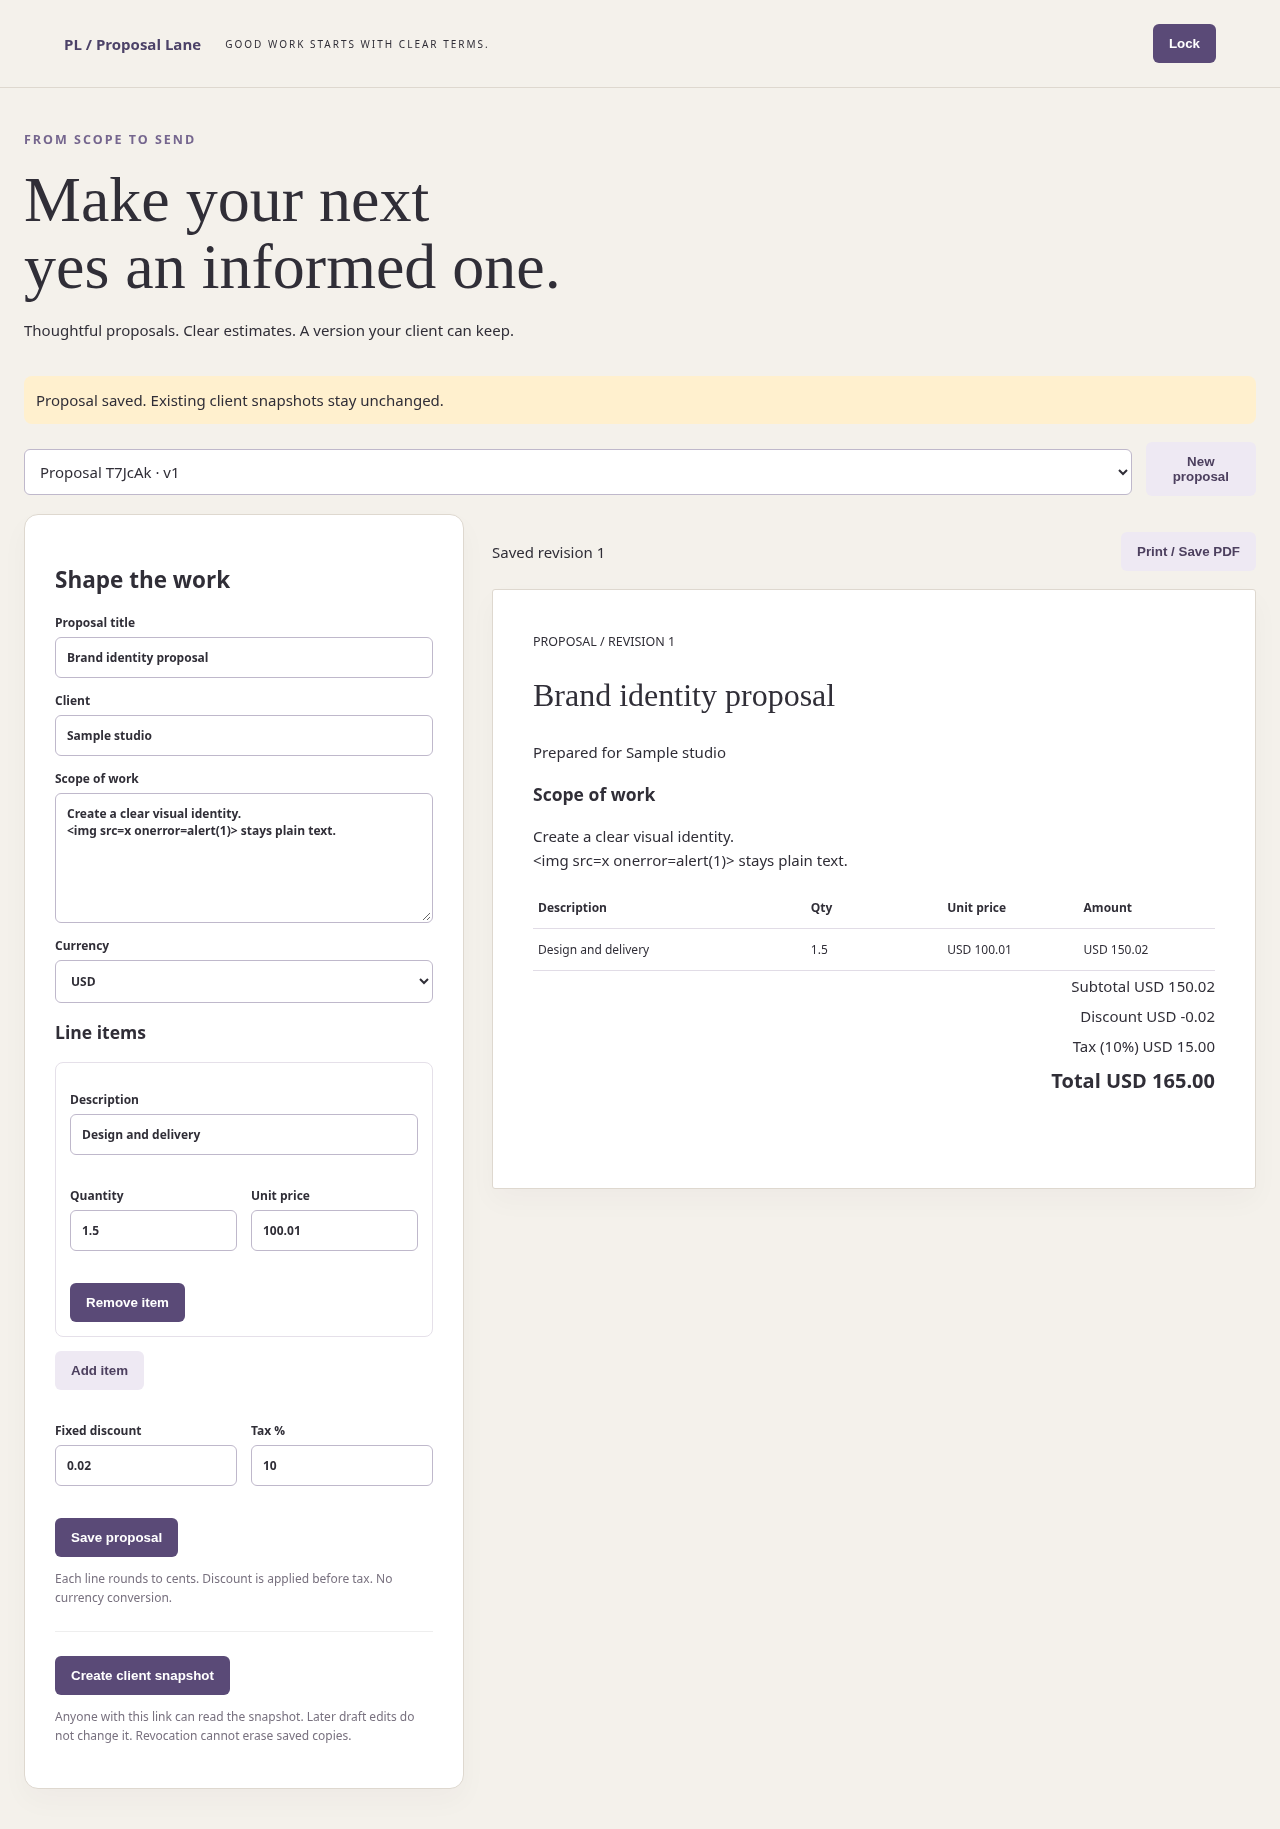 PL / Proposal Lane
GOOD WORK STARTS WITH CLEAR TERMS.
Lock
FROM SCOPE TO SEND
Make your next
yes an informed one.
Thoughtful proposals. Clear estimates. A version your client can keep.
Proposal saved. Existing client snapshots stay unchanged.
Proposal T7JcAk · v1
New
proposal
Shape the work
Proposal title
Brand identity proposal
Client
Sample studio
Scope of work
Create a clear visual identity.
<img src=x onerror=alert(1)> stays plain text.
Currency
USD
Line items
Description
Design and delivery
Quantity Unit price
1.5 100.01
Remove item
Add item
Fixed discount Tax %
0.02 10
Save proposal
Each line rounds to cents. Discount is applied before tax. No
currency conversion.
Create client snapshot
Anyone with this link can read the snapshot. Later draft edits do
not change it. Revocation cannot erase saved copies.
Saved revision 1
Print / Save PDF
PROPOSAL / REVISION 1
Brand identity proposal
Prepared for Sample studio
Scope of work
Create a clear visual identity.
<img src=x onerror=alert(1)> stays plain text.
Description Qty Unit price Amount
Design and delivery 1.5 USD 100.01 USD 150.02
Subtotal USD 150.02
Discount USD -0.02
Tax (10%) USD 15.00
Total USD 165.00